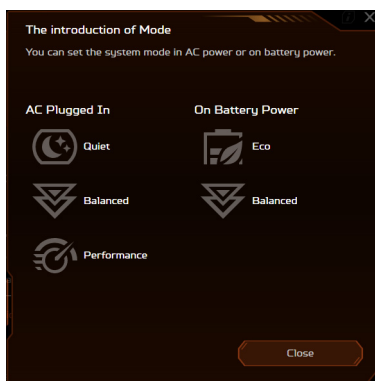 The introduction of Mode
You can set the system mode in AC power or on battery power.
AC Plugged In
On Battery Power
Quiet
Eco
Balanced
Balanced
Performance
Close